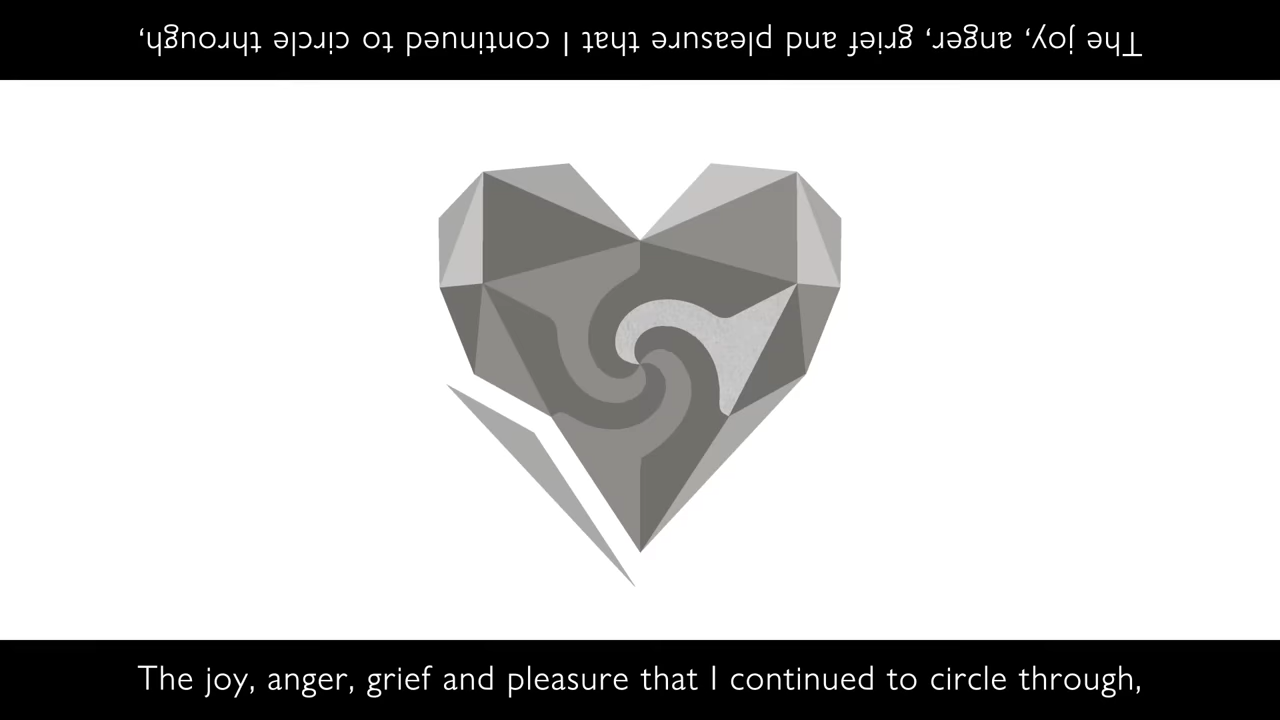 The joy, anger, grief and pleasure that I continued to circle through,
The joy, anger, grief and pleasure that I continued to circle through,